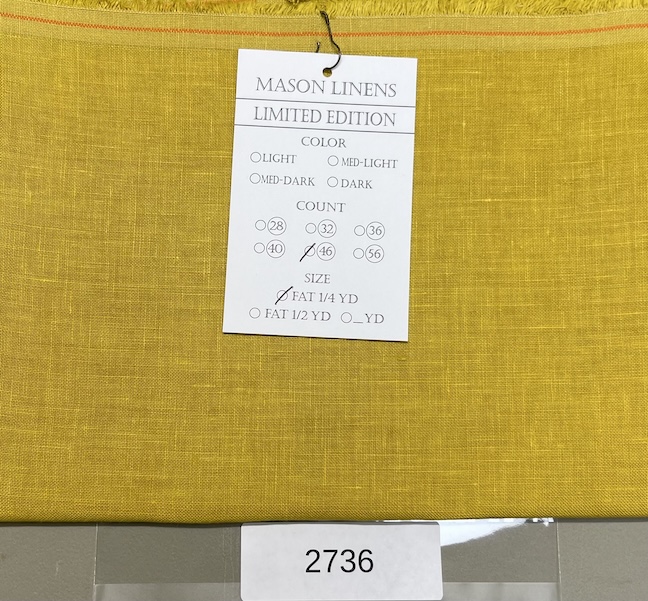 MASON LINENS
LIMITED EDITION
COLOR
LIGHT MED-LIGHT
MED-DARK DARK
COUNT
28 32 36
40 46 56
SIZE
FAT 1/4 YD
FAT 1/2 YD _YD
2736